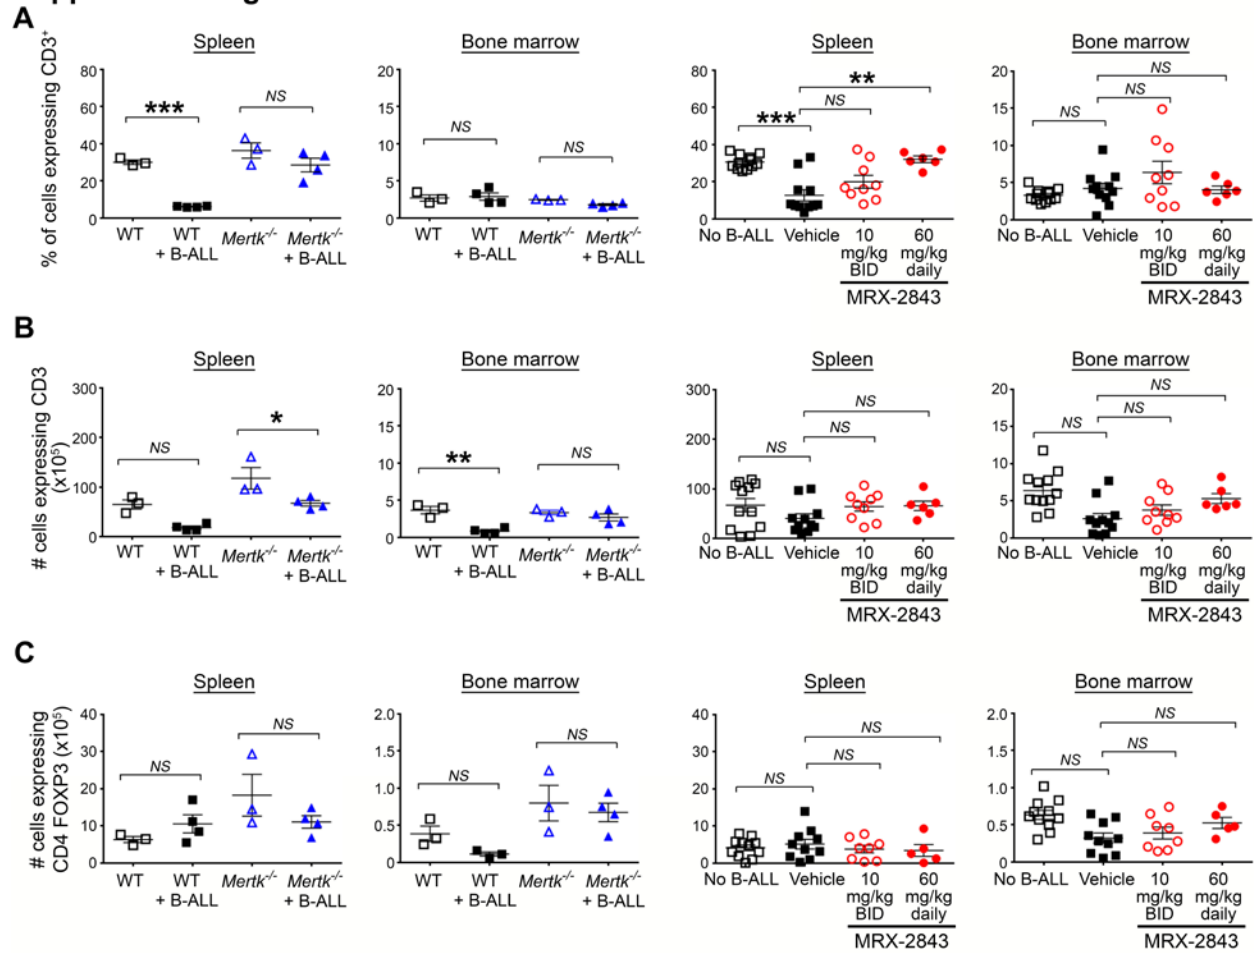 A
Spleen
Bone marrow
Spleen
Bone marrow
% of cells expressing CD3+
80
60
40
20
0
***
NS
WT
WT
+ B-ALL
Mertk-/-
Mertk-/-
+ B-ALL
20
15
10
5
0
NS
NS
WT
WT
+ B-ALL
Mertk-/-
Mertk-/-
+ B-ALL
80
60
40
20
0
**
NS
***
No B-ALL
Vehicle
10
mg/kg
BID
60
mg/kg
daily
MRX-2843
20
15
10
5
0
NS
NS
NS
No B-ALL
Vehicle
10
mg/kg
BID
60
mg/kg
daily
MRX-2843
B
Spleen
Bone marrow
Spleen
Bone marrow
# cells expressing CD3
(x10⁵)
300
200
100
0
NS
*
WT
WT
+ B-ALL
Mertk-/-
Mertk-/-
+ B-ALL
20
15
10
5
0
**
NS
WT
WT
+ B-ALL
Mertk-/-
Mertk-/-
+ B-ALL
300
200
100
0
NS
NS
NS
No B-ALL
Vehicle
10
mg/kg
BID
60
mg/kg
daily
MRX-2843
20
15
10
5
0
NS
NS
NS
No B-ALL
Vehicle
10
mg/kg
BID
60
mg/kg
daily
MRX-2843
C
Spleen
Bone marrow
Spleen
Bone marrow
# cells expressing
CD4 FOXP3 (x10⁵)
40
30
20
10
0
NS
NS
WT
WT
+ B-ALL
Mertk-/-
Mertk-/-
+ B-ALL
2.0
1.5
1.0
0.5
0
NS
NS
WT
WT
+ B-ALL
Mertk-/-
Mertk-/-
+ B-ALL
40
30
20
10
0
NS
NS
NS
No B-ALL
Vehicle
10
mg/kg
BID
60
mg/kg
daily
MRX-2843
2.0
1.5
1.0
0.5
0
NS
NS
NS
No B-ALL
Vehicle
10
mg/kg
BID
60
mg/kg
daily
MRX-2843